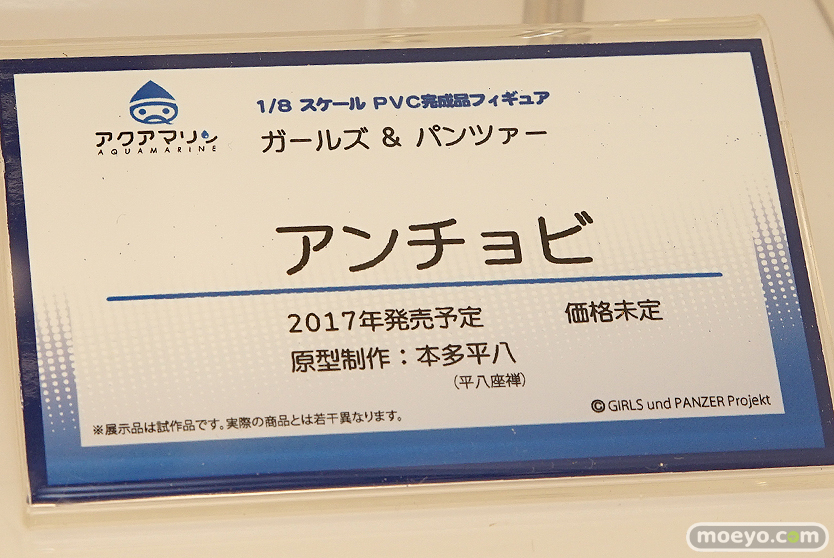 アクアマリン
AQUAMARINE
1/8 スケール PVC完成品フィギュア
ガールズ & パンツァー
アンチョビ
2017年発売予定 価格未定
原型制作：本多平八
（平八座禅）
© GIRLS und PANZER Projekt
※展示品は試作品です。実際の商品とは若干異なります。
moeyo.com